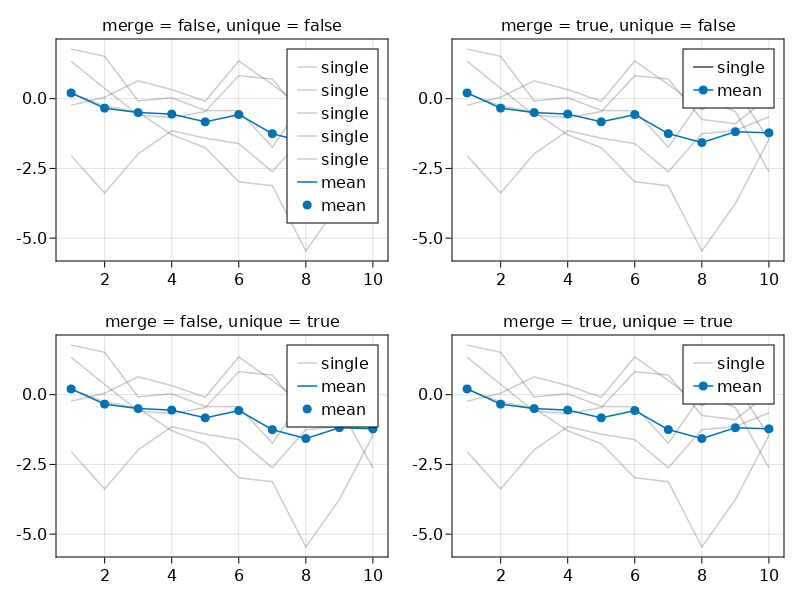 merge = false, unique = false
single
single
single
single
single
mean
mean
0.0
-2.5
-5.0
2 4 6 8 10
merge = true, unique = false
single
mean
0.0
-2.5
-5.0
2 4 6 8 10
merge = false, unique = true
single
mean
mean
0.0
-2.5
-5.0
2 4 6 8 10
merge = true, unique = true
single
mean
0.0
-2.5
-5.0
2 4 6 8 10